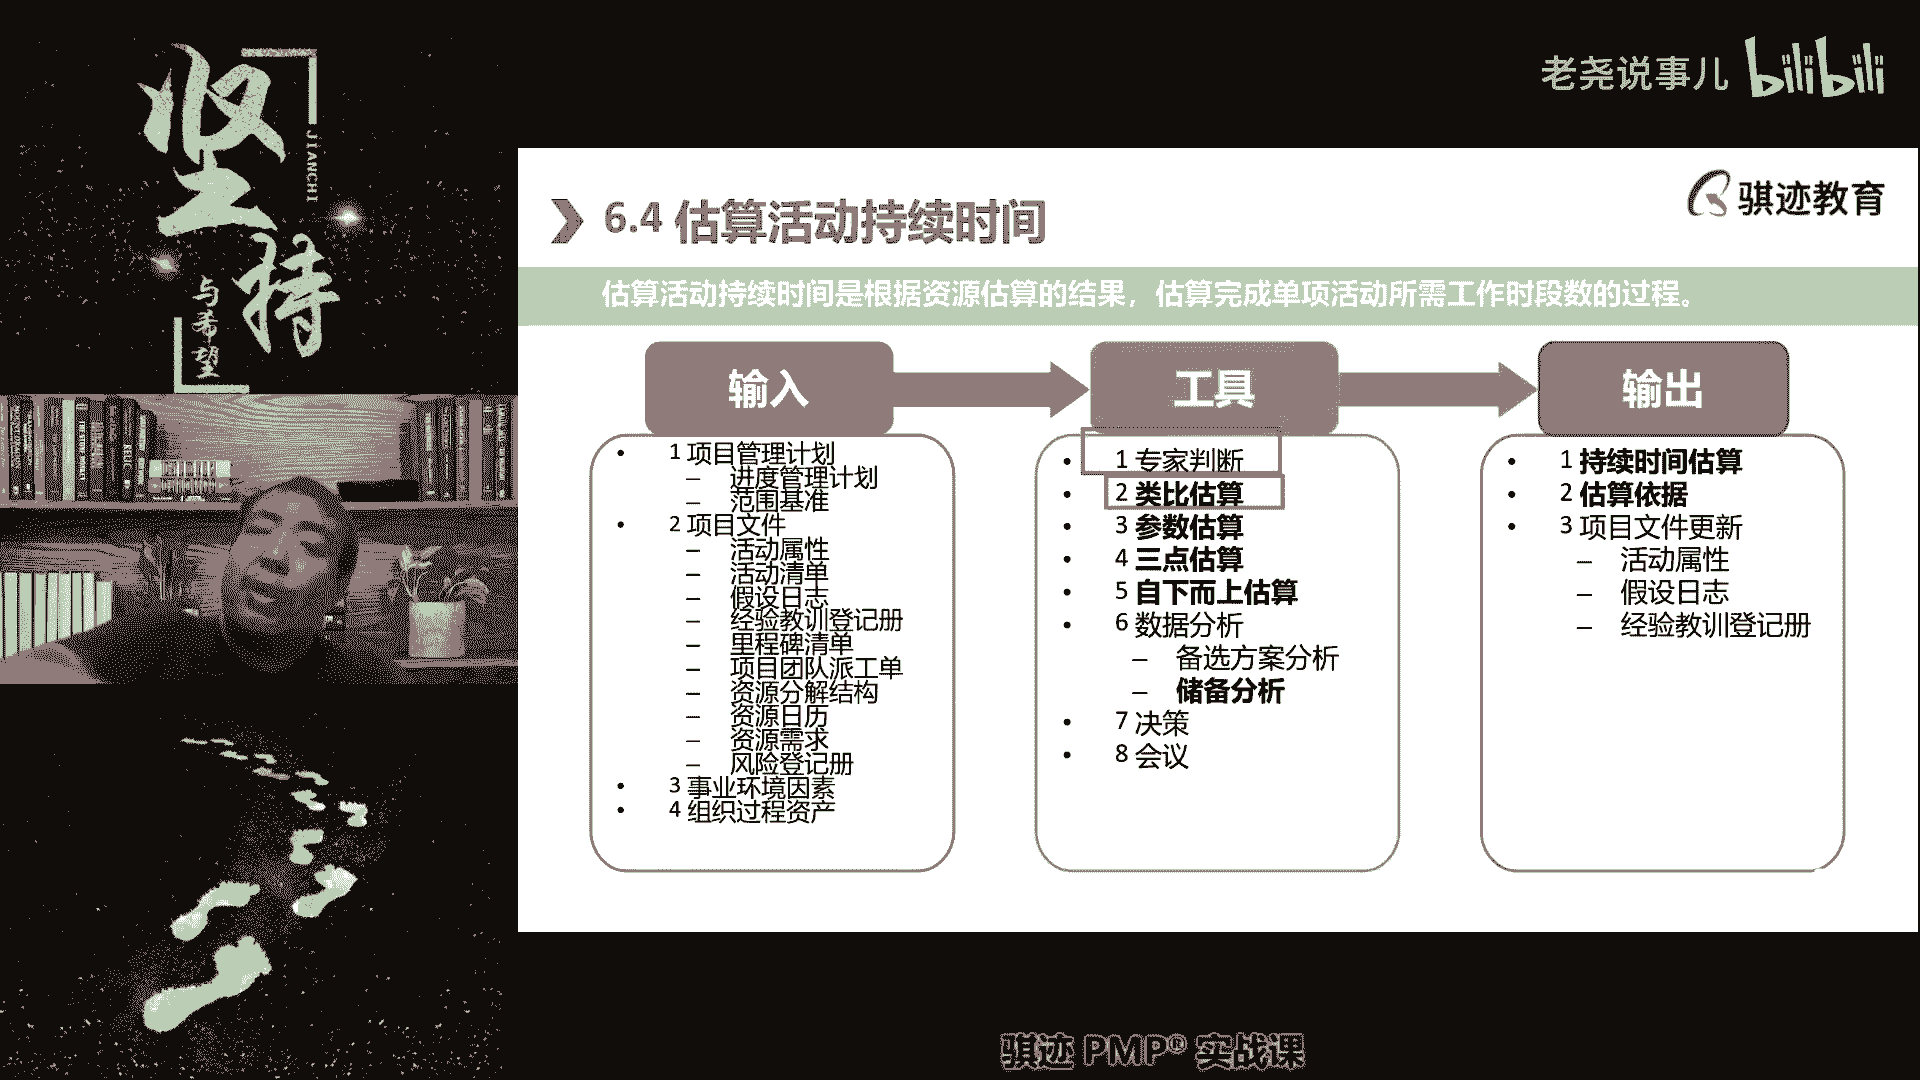 坚持
JIANCHI
与希望
老尧说事儿 bilibili
骐迹教育
6.4 估算活动持续时间
估算活动持续时间是根据资源估算的结果，估算完成单项活动所需工作时段数的过程。
输入
• 1 项目管理计划
– 进度管理计划
– 范围基准
• 2 项目文件
– 活动属性
– 活动清单
– 假设日志
– 经验教训登记册
– 里程碑清单
– 项目团队派工单
– 资源分解结构
– 资源日历
– 资源需求
– 风险登记册
• 3 事业环境因素
• 4 组织过程资产
工具
• 1 专家判断
• 2 类比估算
• 3 参数估算
• 4 三点估算
• 5 自下而上估算
• 6 数据分析
– 备选方案分析
– 储备分析
• 7 决策
• 8 会议
输出
• 1 持续时间估算
• 2 估算依据
• 3 项目文件更新
– 活动属性
– 假设日志
– 经验教训登记册
骐迹 PMP® 实战课